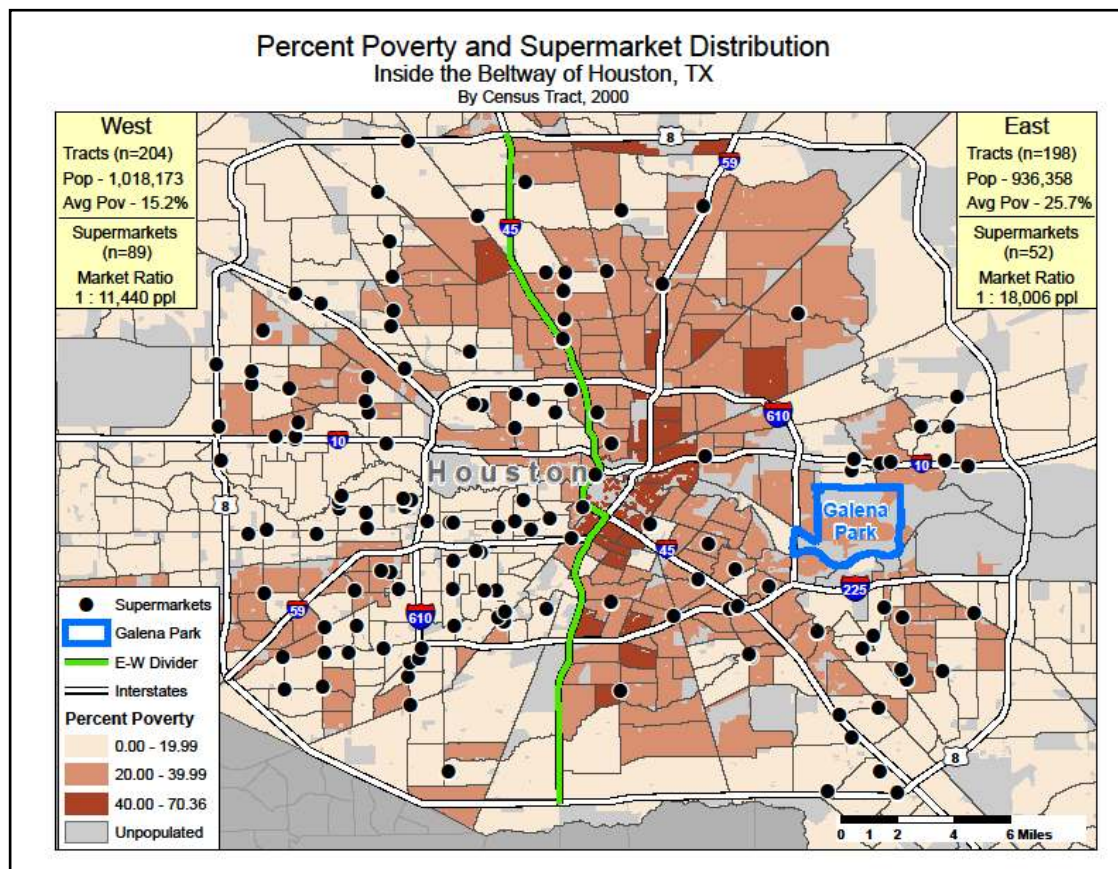 Percent Poverty and Supermarket Distribution
Inside the Beltway of Houston, TX
By Census Tract, 2000
West
Tracts (n=204)
Pop - 1,018,173
Avg Pov - 15.2%
Supermarkets
(n=89)
Market Ratio
1 : 11,440 ppl
East
Tracts (n=198)
Pop - 936,358
Avg Pov - 25.7%
Supermarkets
(n=52)
Market Ratio
1 : 18,006 ppl
8
59
45
610
10
10
Houston
8
Galena
Park
45
225
59
610
8
Supermarkets
Galena Park
E-W Divider
Interstates
Percent Poverty
0.00 - 19.99
20.00 - 39.99
40.00 - 70.36
Unpopulated
0 1 2 4 6 Miles